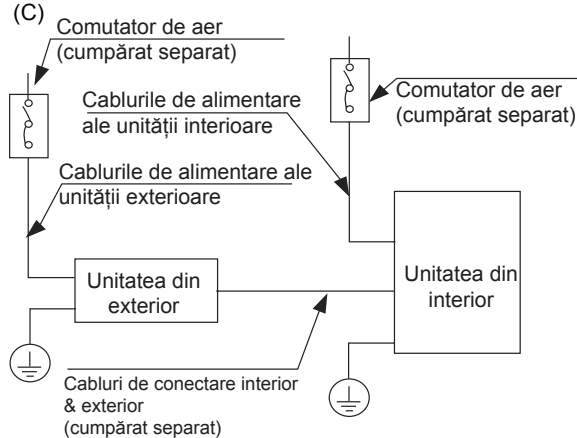 (C)
Comutator de aer
(cumpărat separat)
Cablurile de alimentare
ale unității interioare
Comutator de aer
(cumpărat separat)
Cablurile de alimentare ale
unității exterioare
Unitatea din
exterior
Unitatea din
interior
Cabluri de conectare interior
& exterior
(cumpărat separat)